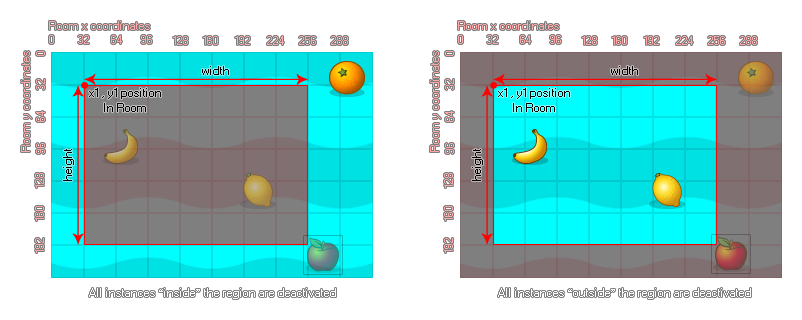 Room x coordinates
0 32 64 96 128 160 192 224 256 288
Room y coordinates
0
32
64
96
128
160
192
width
x1, y1 position
In Room
height
All instances “inside” the region are deactivated
Room x coordinates
0 32 64 96 128 160 192 224 256 288
Room y coordinates
0
32
64
96
128
160
192
width
x1, y1 position
In Room
height
All instances “outside” the region are deactivated